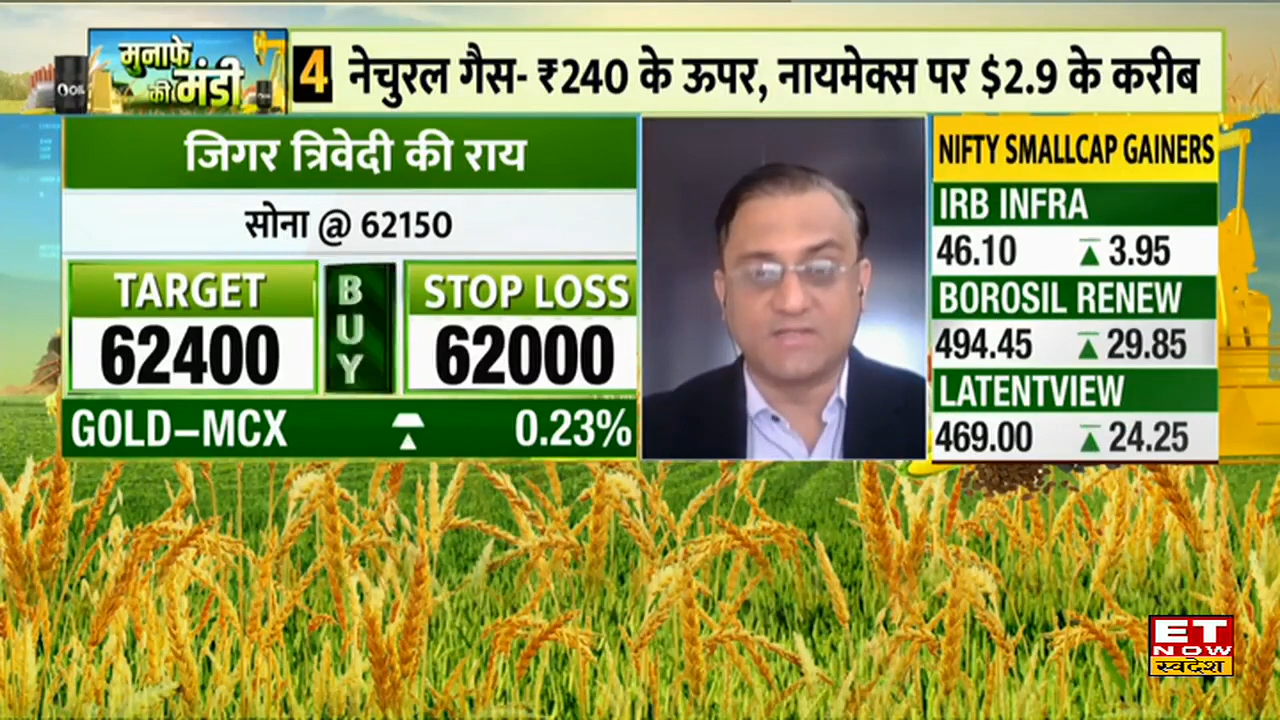 मुनाफे
की मंडी
OIL
4 नेचुरल गैस- ₹240 के ऊपर, नायमेक्स पर $2.9 के करीब
जिगर त्रिवेदी की राय
सोना @ 62150
TARGET
62400
BUY
STOP LOSS
62000
GOLD–MCX 0.23%
NIFTY SMALLCAP GAINERS
IRB INFRA
46.10 3.95
BOROSIL RENEW
494.45 29.85
LATENTVIEW
469.00 24.25
ET
NOW
स्वदेश